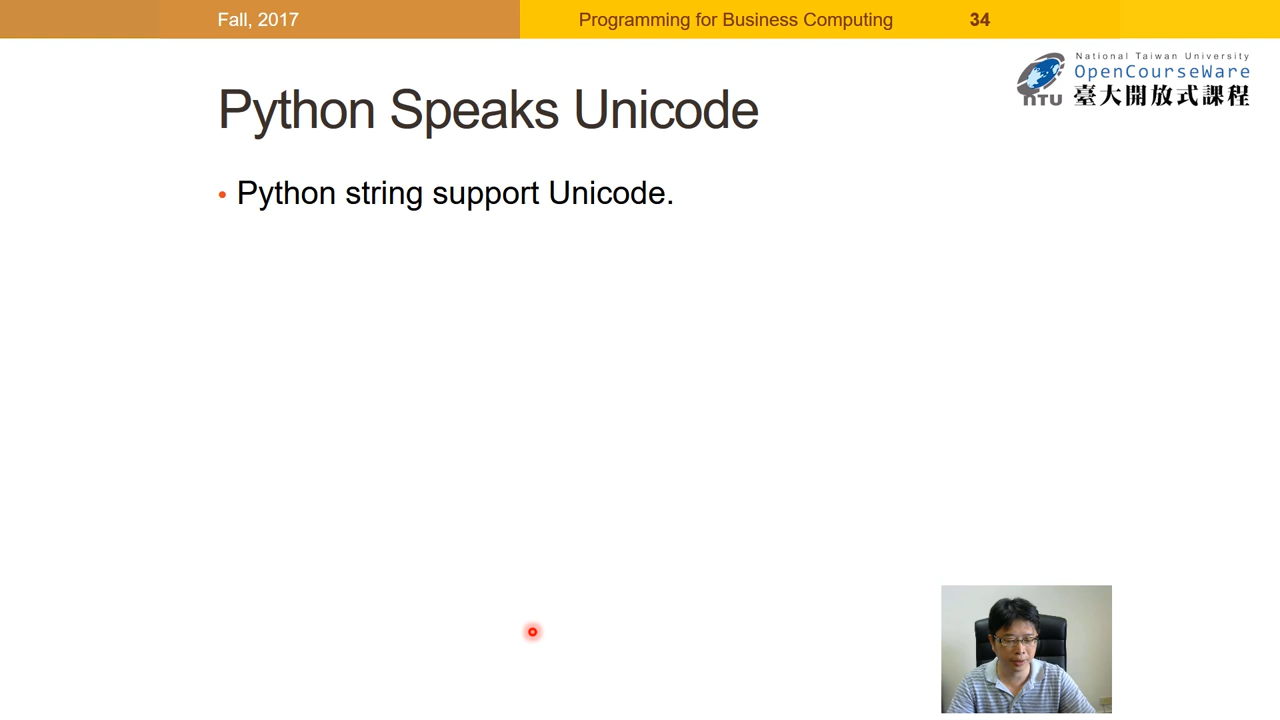 Fall, 2017
Programming for Business Computing
34
National Taiwan University
OpenCourseWare
NTU
臺大開放式課程
Python Speaks Unicode
• Python string support Unicode.